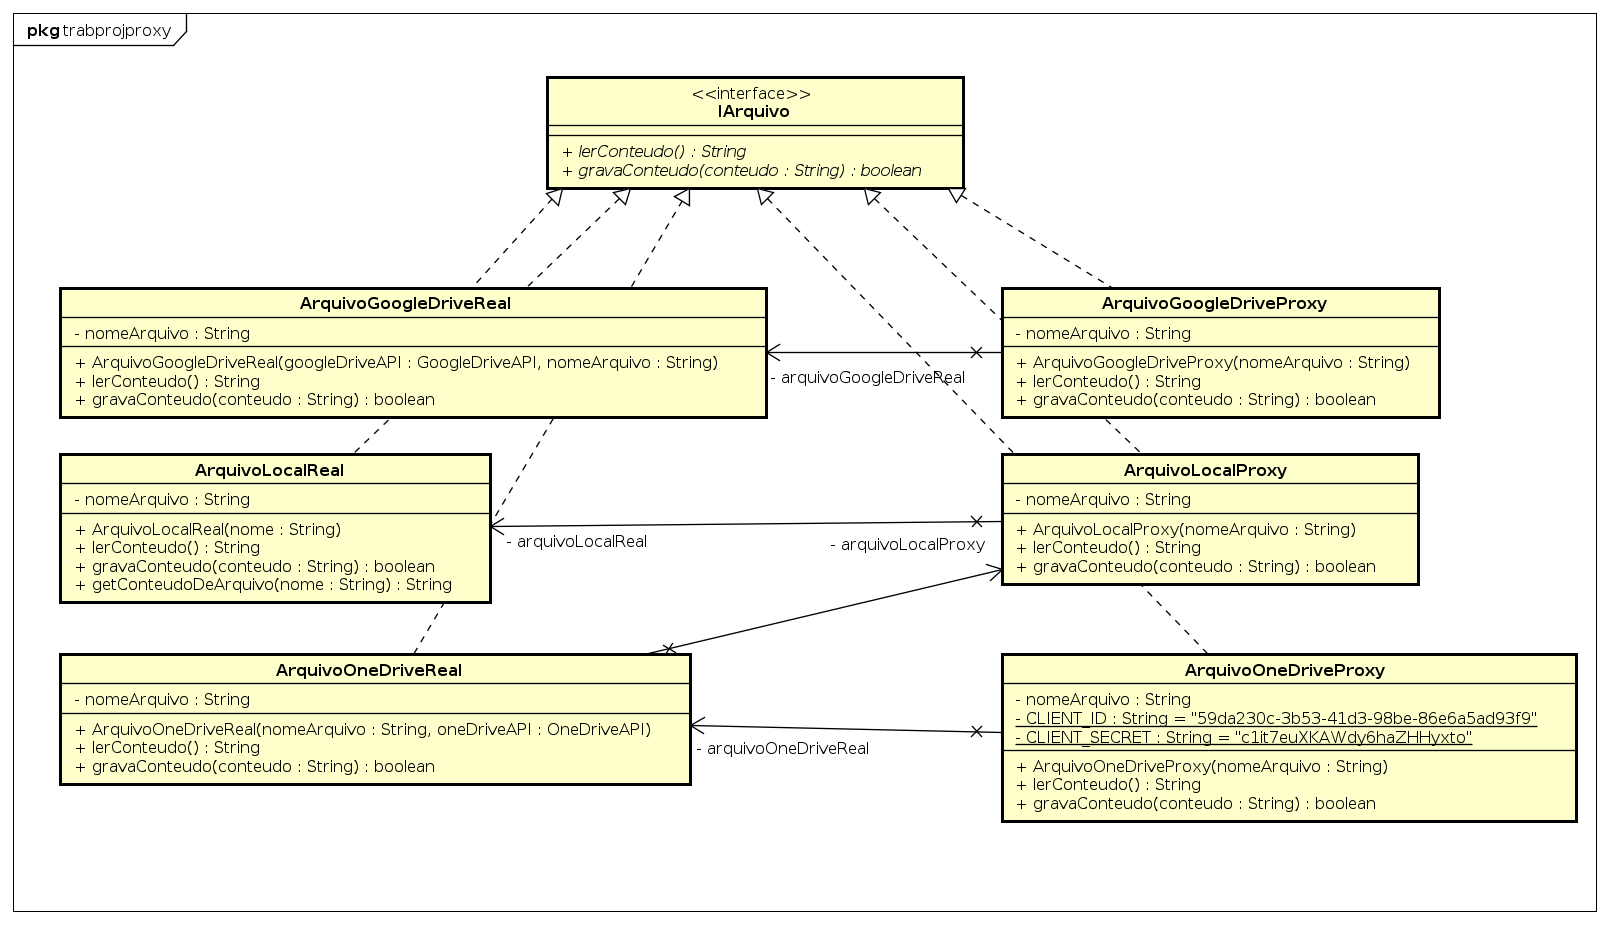 pkg trabprojproxy
<<interface>>
IArquivo
+ lerConteudo() : String
+ gravaConteudo(conteudo : String) : boolean
ArquivoGoogleDriveReal
- nomeArquivo : String
+ ArquivoGoogleDriveReal(googleDriveAPI : GoogleDriveAPI, nomeArquivo : String)
+ lerConteudo() : String
+ gravaConteudo(conteudo : String) : boolean
- arquivoGoogleDriveReal
ArquivoGoogleDriveProxy
- nomeArquivo : String
+ ArquivoGoogleDriveProxy(nomeArquivo : String)
+ lerConteudo() : String
+ gravaConteudo(conteudo : String) : boolean
ArquivoLocalReal
- nomeArquivo : String
+ ArquivoLocalReal(nome : String)
+ lerConteudo() : String
+ gravaConteudo(conteudo : String) : boolean
+ getConteudoDeArquivo(nome : String) : String
- arquivoLocalReal
- arquivoLocalProxy
ArquivoLocalProxy
- nomeArquivo : String
+ ArquivoLocalProxy(nomeArquivo : String)
+ lerConteudo() : String
+ gravaConteudo(conteudo : String) : boolean
ArquivoOneDriveReal
- nomeArquivo : String
+ ArquivoOneDriveReal(nomeArquivo : String, oneDriveAPI : OneDriveAPI)
+ lerConteudo() : String
+ gravaConteudo(conteudo : String) : boolean
- arquivoOneDriveReal
ArquivoOneDriveProxy
- nomeArquivo : String
- CLIENT_ID : String = "59da230c-3b53-41d3-98be-86e6a5ad93f9"
- CLIENT_SECRET : String = "c1it7euXKAWdy6haZHHyxto"
+ ArquivoOneDriveProxy(nomeArquivo : String)
+ lerConteudo() : String
+ gravaConteudo(conteudo : String) : boolean